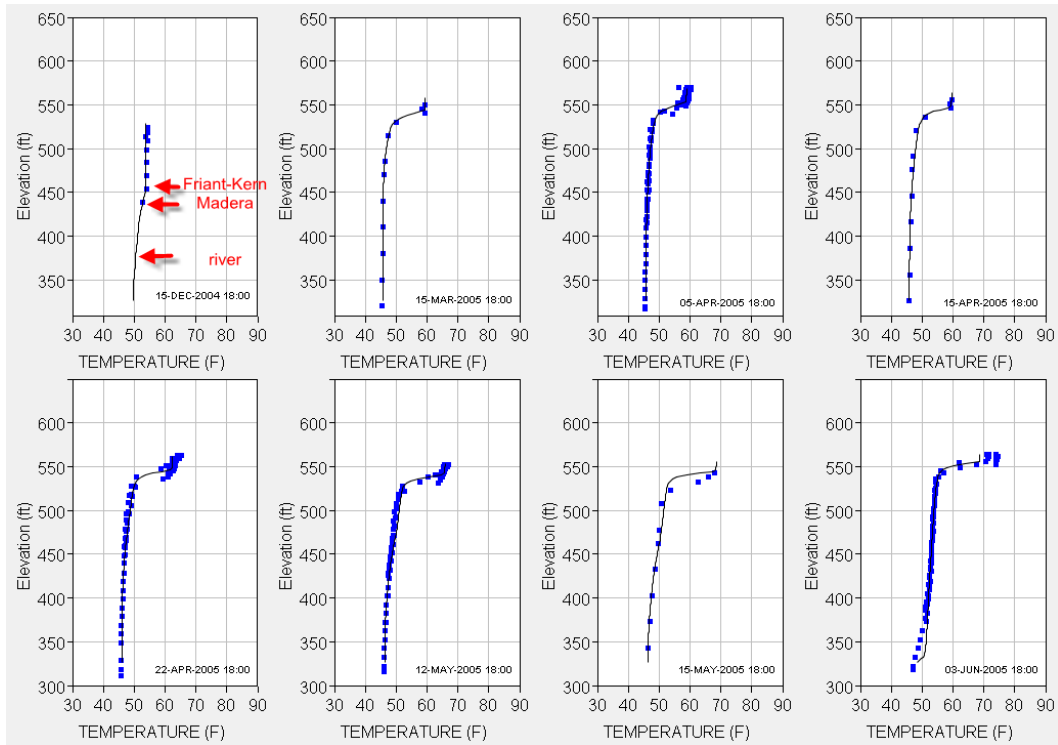 650
600
550
500
450
400
350
Elevation (ft)
Friant-Kern
Madera
river
15-DEC-2004 18:00
30 40 50 60 70 80 90
TEMPERATURE (F)
650
600
550
500
450
400
350
Elevation (ft)
15-MAR-2005 18:00
30 40 50 60 70 80 90
TEMPERATURE (F)
650
600
550
500
450
400
350
Elevation (ft)
05-APR-2005 18:00
30 40 50 60 70 80 90
TEMPERATURE (F)
650
600
550
500
450
400
350
Elevation (ft)
15-APR-2005 18:00
30 40 50 60 70 80 90
TEMPERATURE (F)
600
550
500
450
400
350
300
Elevation (ft)
22-APR-2005 18:00
30 40 50 60 70 80 90
TEMPERATURE (F)
600
550
500
450
400
350
300
Elevation (ft)
12-MAY-2005 18:00
30 40 50 60 70 80 90
TEMPERATURE (F)
600
550
500
450
400
350
300
Elevation (ft)
15-MAY-2005 18:00
30 40 50 60 70 80 90
TEMPERATURE (F)
600
550
500
450
400
350
300
Elevation (ft)
03-JUN-2005 18:00
30 40 50 60 70 80 90
TEMPERATURE (F)